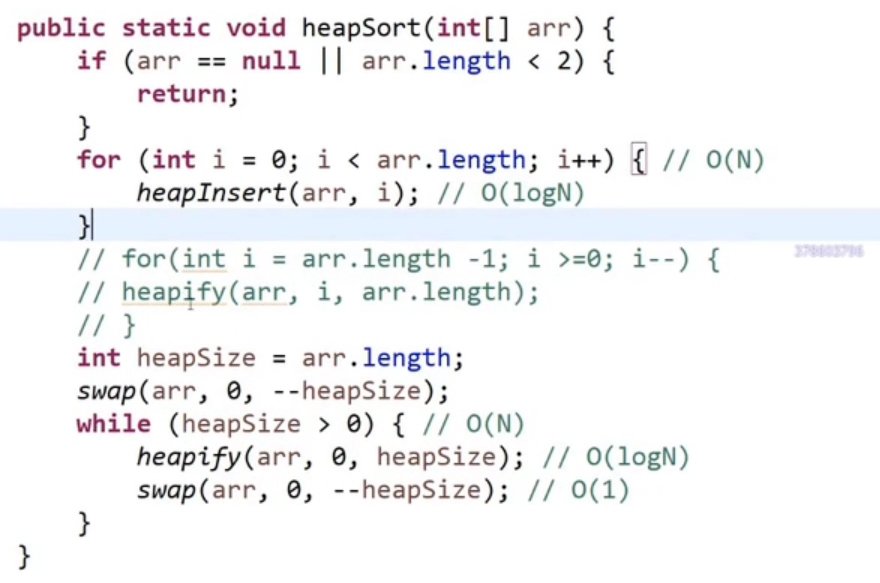 public static void heapSort(int[] arr) {
    if (arr == null || arr.length < 2) {
        return;
    }
    for (int i = 0; i < arr.length; i++) { // O(N)
        heapInsert(arr, i); // O(logN)
    }
    // for(int i = arr.length -1; i >=0; i--) {
    // heapify(arr, i, arr.length);
    // }
    int heapSize = arr.length;
    swap(arr, 0, --heapSize);
    while (heapSize > 0) { // O(N)
        heapify(arr, 0, heapSize); // O(logN)
        swap(arr, 0, --heapSize); // O(1)
    }
}